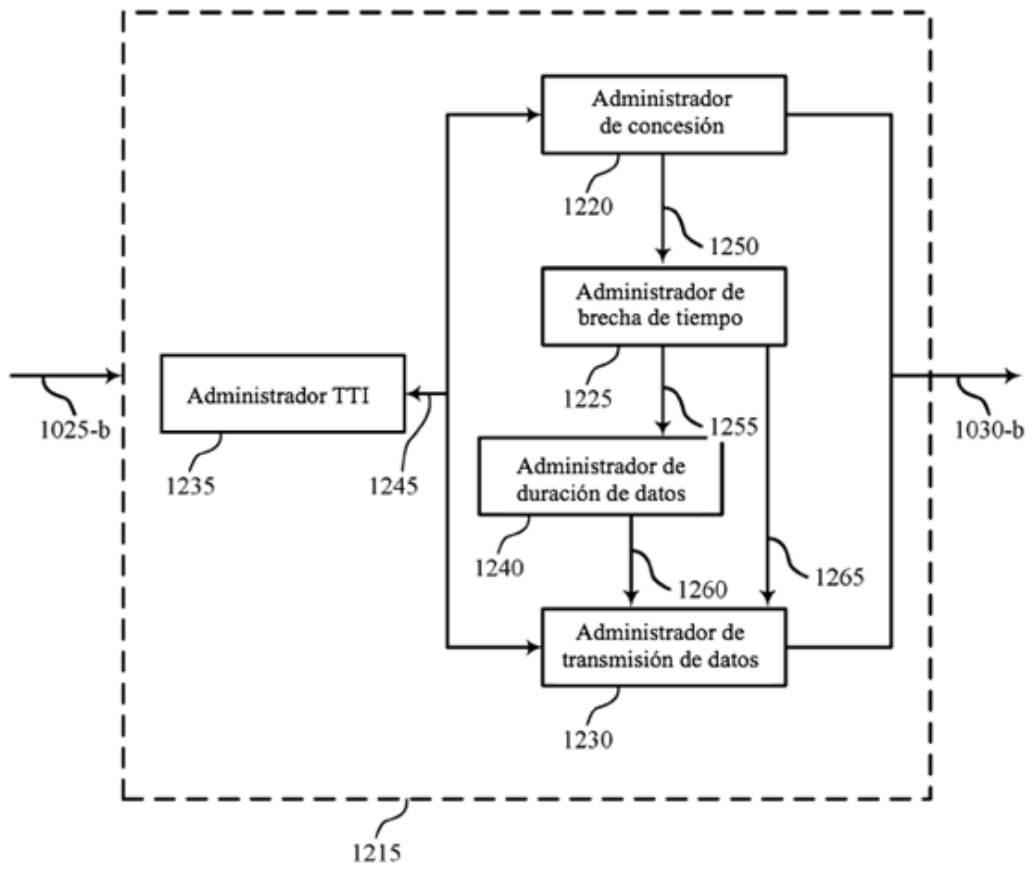 Administrador
de concesión
1220
1250
Administrador de
brecha de tiempo
1225
1255
Administrador TTI
1025-b
1030-b
1235
1245
Administrador de
duración de datos
1240
1260
1265
Administrador de
transmisión de datos
1230
1215